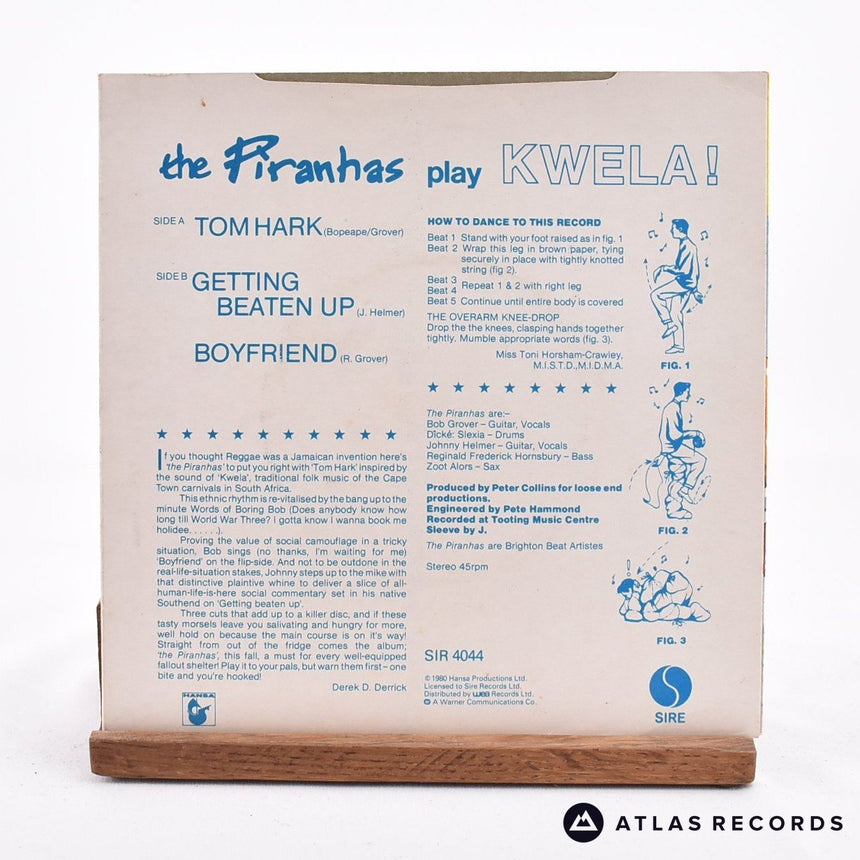 the Piranhas play KWELA!
SIDE A TOM HARK (Bopeape/Grover)
SIDE B GETTING
BEATEN UP (J. Helmer)
BOYFRIEND (R. Grover)
★ ★ ★ ★ ★ ★ ★ ★ ★ ★
If you thought Reggae was a Jamaican invention here's
'the Piranhas' to put you right with 'Tom Hark' inspired by
the sound of 'Kwela', traditional folk music of the Cape
Town carnivals in South Africa.
This ethnic rhythm is re-vitalised by the bang up to the
minute Words of Boring Bob (Does anybody know how
long till World War Three? I gotta know I wanna book me
holidee. . . . . .).
Proving the value of social camouflage in a tricky
situation, Bob sings (no thanks, I'm waiting for me)
'Boyfriend' on the flip-side. And not to be outdone in the
real-life-situation stakes, Johnny steps up to the mike with
that distinctive plaintive whine to deliver a slice of all-
human-life-is-here social commentary set in his native
Southend on 'Getting beaten up'.
Three cuts that add up to a killer disc, and if these
tasty morsels leave you salivating and hungry for more,
well hold on because the main course is on it's way!
Straight from out of the fridge comes the album;
'the Piranhas', this fall, a must for every well-equipped
fallout shelter! Play it to your pals, but warn them first – one
bite and you're hooked!
Derek D. Derrick
HANSA
HOW TO DANCE TO THIS RECORD
Beat 1 Stand with your foot raised as in fig. 1
Beat 2 Wrap this leg in brown paper, tying
securely in place with tightly knotted
string (fig 2).
Beat 3
Beat 4 Repeat 1 & 2 with right leg
Beat 5 Continue until entire body is covered
THE OVERARM KNEE-DROP
Drop the the knees, clasping hands together
tightly. Mumble appropriate words (fig. 3).
Miss Toni Horsham-Crawley,
M.I.S.T.D., M.I.D.M.A.
★ ★ ★ ★ ★ ★ ★ ★ ★
The Piranhas are:–
Bob Grover – Guitar, Vocals
Dická Slexia – Drums
Johnny Helmer – Guitar, Vocals
Reginald Frederick Hornsbury – Bass
Zoot Alors – Sax
Produced by Peter Collins for loose end
productions.
Engineered by Pete Hammond
Recorded at Tooting Music Centre
Sleeve by J.
The Piranhas are Brighton Beat Artistes
Stereo 45rpm
SIR 4044
© 1980 Hansa Productions Ltd.
Licensed to Sire Records Ltd.
Distributed by wea Records Ltd.
A Warner Communications Co.
FIG. 1
FIG. 2
FIG. 3
SIRE
ATLAS RECORDS